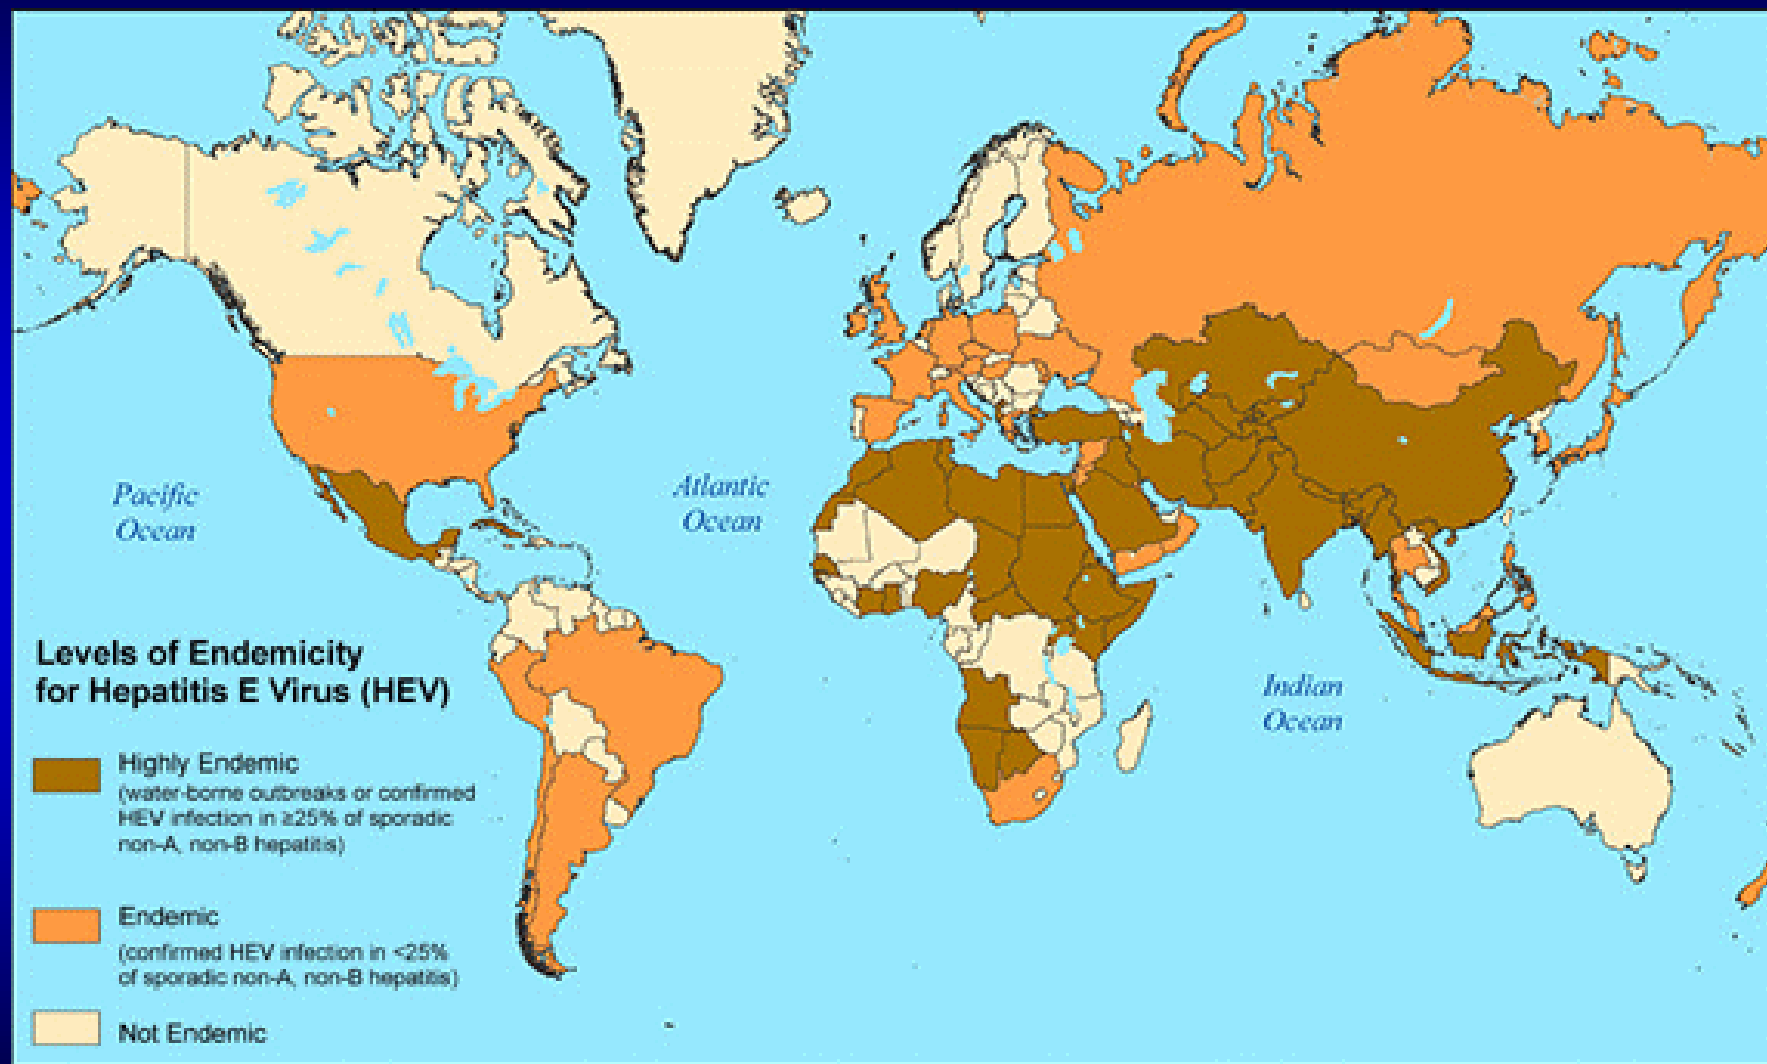 Pacific
Ocean
Atlantic
Ocean
Indian
Ocean
Levels of Endemicity
for Hepatitis E Virus (HEV)
Highly Endemic
(water-borne outbreaks or confirmed
HEV infection in ≥25% of sporadic
non-A, non-B hepatitis)
Endemic
(confirmed HEV infection in <25%
of sporadic non-A, non-B hepatitis)
Not Endemic